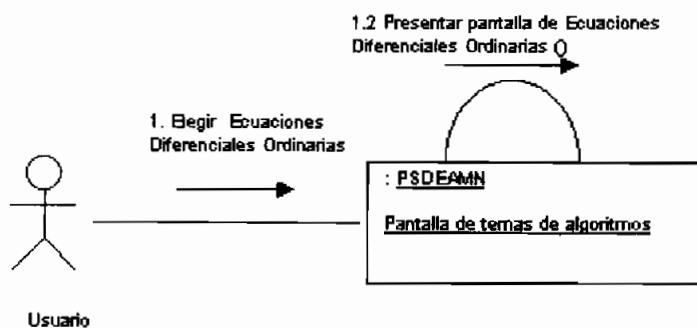 1.2 Presentar pantalla de Ecuaciones
Diferenciales Ordinarias ()
1. Elegir Ecuaciones
Diferenciales Ordinarias
: PSDEAMN
Pantalla de temas de algoritmos
Usuario